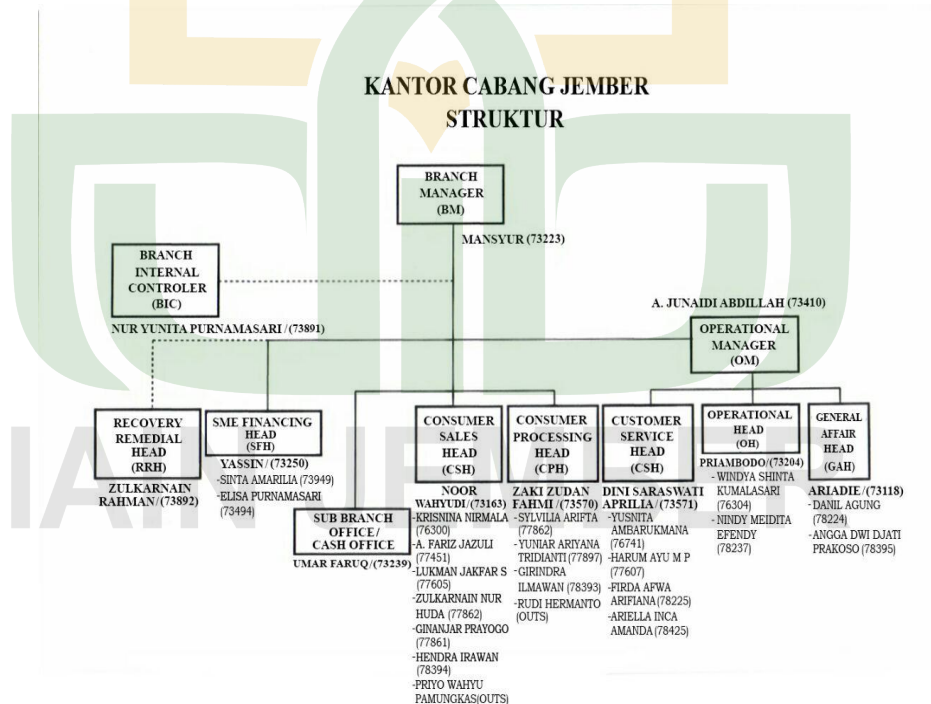 KANTOR CABANG JEMBER
STRUKTUR
BRANCH
MANAGER
(BM)
MANSYUR (73223)
BRANCH
INTERNAL
CONTROLER
(BIC)
NUR YUNITA PURNAMASARI / (73891)
A. JUNAIDI ABDILLAH (73410)
OPERATIONAL
MANAGER
(OM)
RECOVERY
REMEDIAL
HEAD
(RRH)
ZULKARNAIN
RAHMAN/ (73892)
SME FINANCING
HEAD
(SFH)
YASSIN/ (73250)
-SINTA AMARILIA (73949)
-ELISA PURNAMASARI
(73494)
SUB BRANCH
OFFICE/
CASH OFFICE
UMAR FARUQ/(73239)
CONSUMER
SALES
HEAD
(CSH)
NOOR
WAHYUDI/ (73163)
-KRISNINA NIRMALA
(76300)
-A. FARIZ JAZULI
(77451)
-LUKMAN JAKFAR S
(77605)
-ZULKARNAIN NUR
HUDA (77862)
-GINANJAR PRAYOGO
(77861)
-HENDRA IRAWAN
(78394)
-PRIYO WAHYU
PAMUNGKAS(OUTS)
CONSUMER
PROCESSING
HEAD
(CPH)
ZAKI ZUDAN
FAHMI / (73570)
-SYLVILIA ARIFTA
(77862)
-YUNIAR ARIYANA
TRIDIANTI (77897)
-GIRINDRA
ILMAWAN (78393)
-RUDI HERMANTO
(OUTS)
CUSTOMER
SERVICE
HEAD
(CSH)
DINI SARASWATI
APRILIA/ (73571)
-YUSNITA
AMBARUKMANA
(76741)
-HARUM AYU M P
(77607)
-FIRDA AFWA
ARIFIANA (78225)
-ARIELLA INCA
AMANDA (78425)
OPERATIONAL
HEAD
(OH)
PRIAMBODO/ (73204)
- WINDYA SHINTA
KUMALASARI
(76304)
- NINDY MEIDITA
EFENDY
(78237)
GENERAL
AFFAIR
HEAD
(GAH)
ARIADIE/ (73118)
- DANIL AGUNG
(78224)
- ANGGA DWI DJATI
PRAKOSO (78395)
IAIN JEMBER